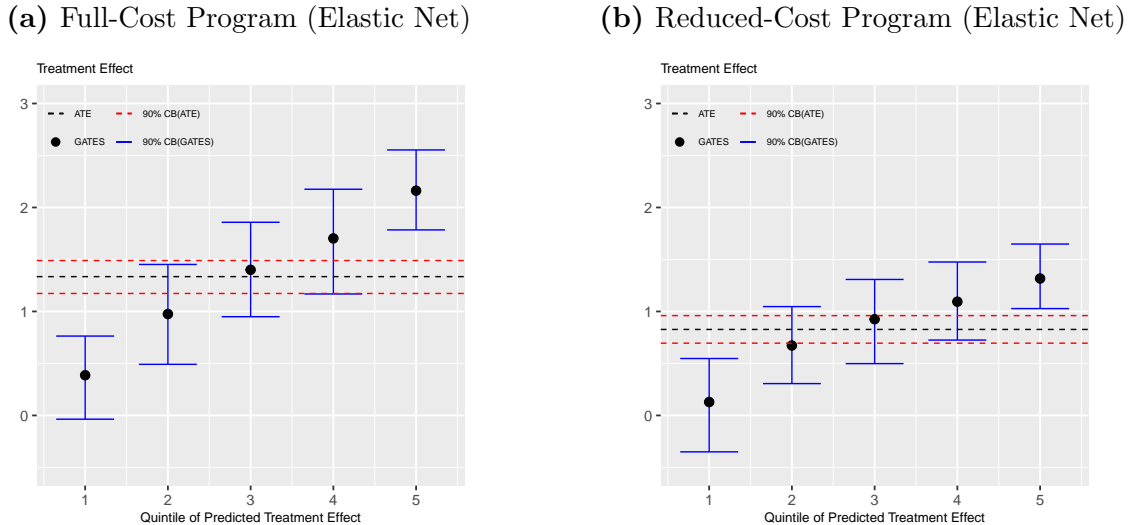 (a) Full-Cost Program (Elastic Net)
Treatment Effect
3
2
1
0
ATE
90% CB(ATE)
GATES
90% CB(GATES)
1 2 3 4 5
Quintile of Predicted Treatment Effect
(b) Reduced-Cost Program (Elastic Net)
Treatment Effect
3
2
1
0
ATE
90% CB(ATE)
GATES
90% CB(GATES)
1 2 3 4 5
Quintile of Predicted Treatment Effect